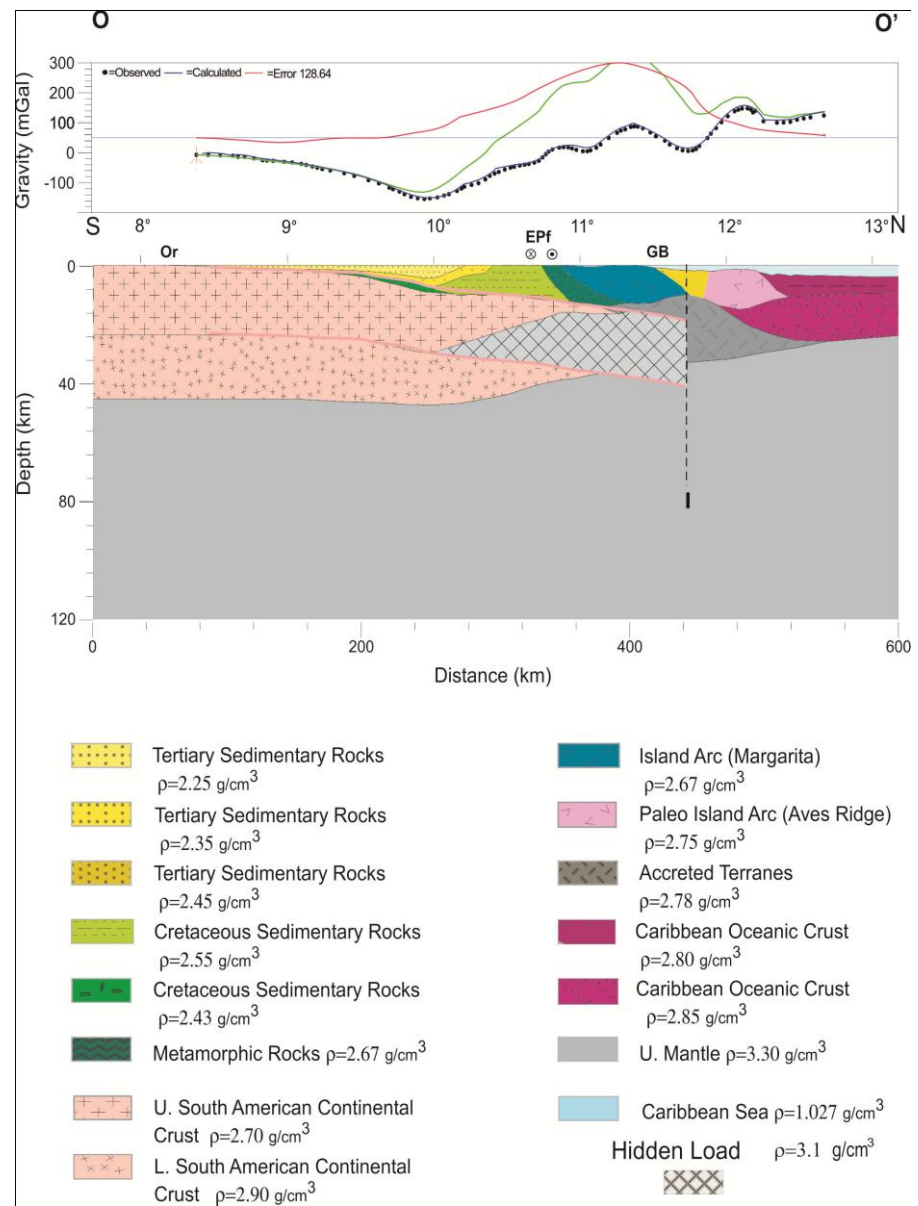 O O'
300
200
100
0
-100
Gravity (mGal)
=Observed =Calculated =Error 128.64
S 8° 9° 10° 11° 12° 13° N
Or EPf GB
0
40
80
120
Depth (km)
I
0 200 400 600
Distance (km)
Tertiary Sedimentary Rocks
ρ=2.25 g/cm³
Tertiary Sedimentary Rocks
ρ=2.35 g/cm³
Tertiary Sedimentary Rocks
ρ=2.45 g/cm³
Cretaceous Sedimentary Rocks
ρ=2.55 g/cm³
Cretaceous Sedimentary Rocks
ρ=2.43 g/cm³
Metamorphic Rocks ρ=2.67 g/cm³
U. South American Continental
Crust ρ=2.70 g/cm³
L. South American Continental
Crust ρ=2.90 g/cm³
Island Arc (Margarita)
ρ=2.67 g/cm³
Paleo Island Arc (Aves Ridge)
ρ=2.75 g/cm³
Accreted Terranes
ρ=2.78 g/cm³
Caribbean Oceanic Crust
ρ=2.80 g/cm³
Caribbean Oceanic Crust
ρ=2.85 g/cm³
U. Mantle ρ=3.30 g/cm³
Caribbean Sea ρ=1.027 g/cm³
Hidden Load ρ=3.1 g/cm³